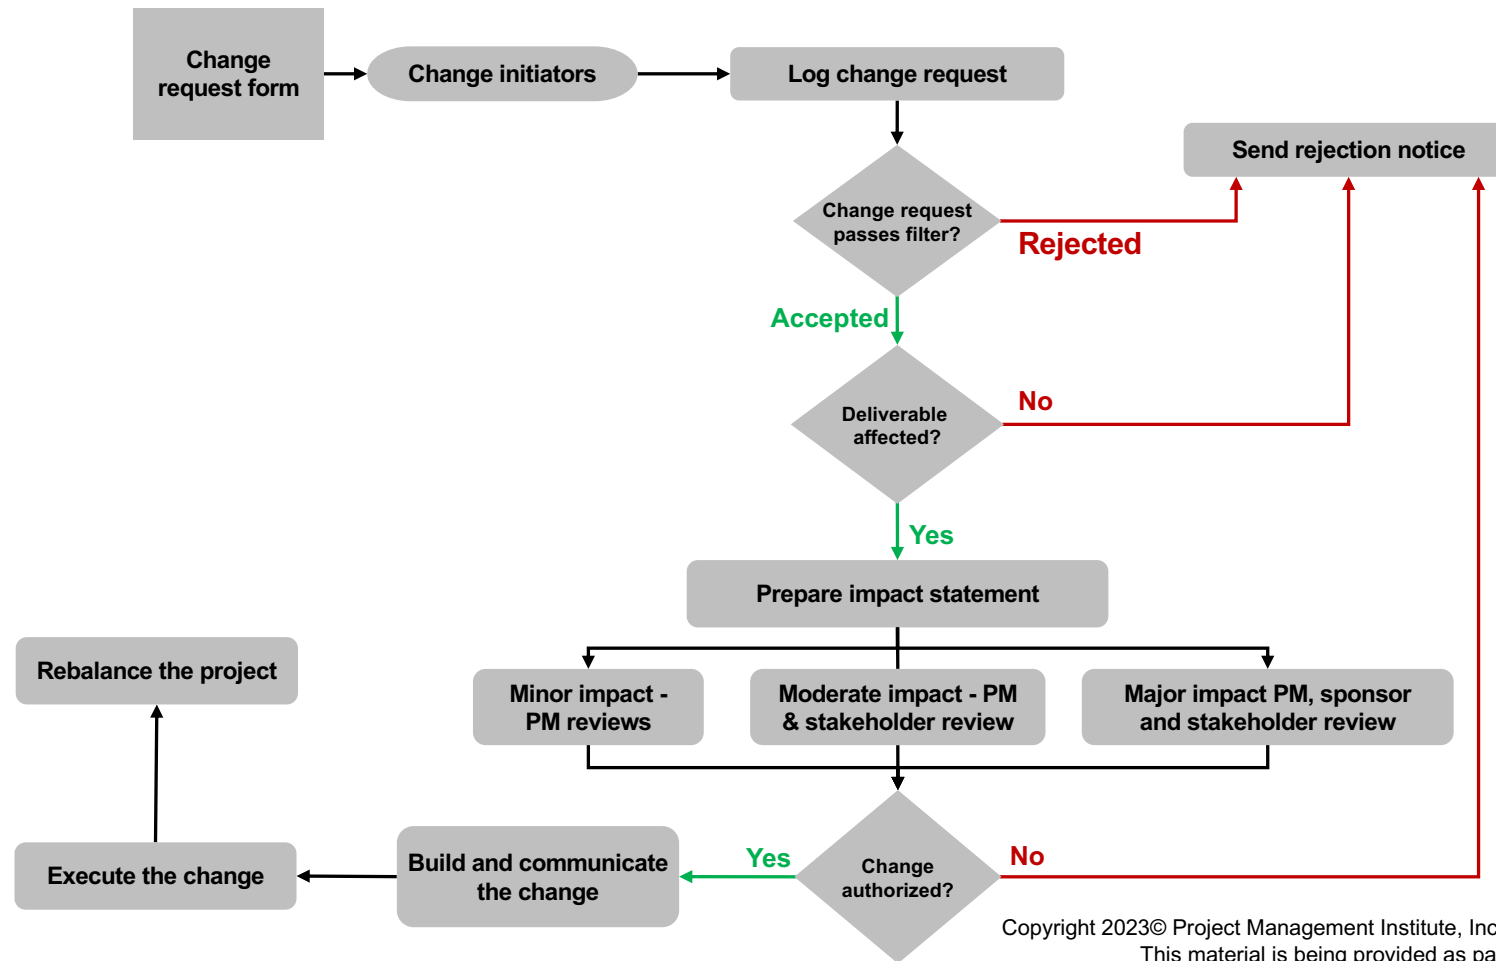 Change
request form
Change initiators
Log change request
Send rejection notice
Change request
passes filter?
Rejected
Accepted
Deliverable
affected?
No
Yes
Prepare impact statement
Rebalance the project
Minor impact -
PM reviews
Moderate impact - PM
& stakeholder review
Major impact PM, sponsor
and stakeholder review
Execute the change
Build and communicate
the change
Yes
Change
authorized?
No
Copyright 2023© Project Management Institute, Inc
This material is being provided as pa